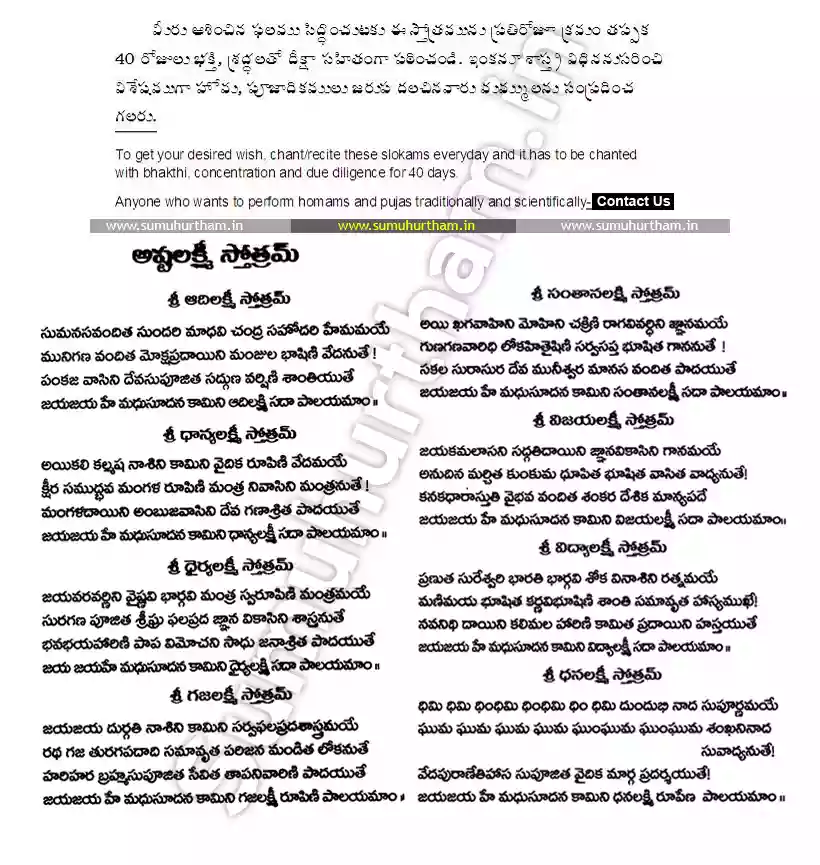 మీరు ఆశించిన ఫలము సిద్ధించుటకు ఈ స్తోత్రమును ప్రతిరోజూ క్రమం తప్పక
40 రోజులు భక్తి, శ్రద్ధలతో దీక్షా సహితంగా పఠించండి. ఇంకనూ శాస్త్ర విధిననుసరించి
విశేషముగా హోమ, పూజాదికములు జరుప దలచినవారు మమ్ములను సంప్రదించ
గలరు.
To get your desired wish, chant/recite these slokams everyday and it has to be chanted
with bhakthi, concentration and due diligence for 40 days.
Anyone who wants to perform homams and pujas traditionally and scientifically- Contact Us
www.sumuhurtham.in www.sumuhurtham.in www.sumuhurtham.in
అష్టలక్ష్మీ స్తోత్రమ్
శ్రీ ఆదిలక్ష్మీ స్తోత్రమ్
సుమనసవందిత సుందరి మాధవి చంద్ర సహోదరి హేమమయే
మునిగణ వందిత మోక్షప్రదాయిని మంజుల భాషిణి వేదనుతే !
పంకజ వాసిని దేవసుపూజిత సద్గుణ వర్షిణి శాంతియుతే
జయజయ హే మధుసూదన కామిని ఆదిలక్ష్మి సదా పాలయమాం॥
శ్రీ ధాన్యలక్ష్మీ స్తోత్రమ్
అయికలి కల్మష నాశిని కామిని వైదిక రూపిణి వేదమయే
క్షీర సముద్భవ మంగళ రూపిణి మంత్ర నివాసిని మంత్రనుతే !
మంగళదాయిని అంబుజవాసిని దేవ గణాశ్రిత పాదయుతే
జయజయ హే మధుసూదన కామిని ధాన్యలక్ష్మీ సదా పాలయమాం॥
శ్రీ ధైర్యలక్ష్మీ స్తోత్రమ్
జయవరవర్ణిని వైష్ణవి భార్గవి మంత్ర స్వరూపిణి మంత్రమయే
సురగణ పూజిత శ్రీఘ్ర ఫలప్రద జ్ఞాన వికాసిని శాస్త్రనుతే
భవభయహారిణి పాప విమోచని సాధు జనాశ్రిత పాదయుతే
జయ జయహే మధుసూదన కామిని ధైర్యలక్ష్మి సదా పాలయమాం॥
శ్రీ గజలక్ష్మీ స్తోత్రమ్
జయజయ దుర్గతి నాశిని కామిని సర్వఫలప్రదశాస్త్రమయే
రథ గజ తురగపదాది సమావృత పరిజన మండిత లోకనుతే
హరిహర బ్రహ్మసుపూజిత సేవిత తాపనివారిణి పాదయుతే
జయజయ హే మధుసూదన కామిని గజలక్ష్మీ రూపిణి పాలయమాం॥
శ్రీ సంతానలక్ష్మి స్తోత్రమ్
అయి ఖగవాహిని మోహిని చక్రిణి రాగవివర్ధిని జ్ఞానమయే
గుణగణవారిధి లోకహితైషిణి సర్వసప్త భూషిత గాననుతే !
సకల సురాసుర దేవ మునీశ్వర మానస వందిత పాదయుతే
జయజయ హే మధుసూదన కామిని సంతానలక్ష్మీ సదా పాలయమాం॥
శ్రీ విజయలక్ష్మి స్తోత్రమ్
జయకమలాసని సద్గతిదాయిని జ్ఞానవికాసిని గానమయే
అనుదిన మర్చిత కుంకుమ ధూపిత భూషిత వాసిత వాద్యనుతే!
కనకధారాస్తుతి వైభవ వందిత శంకర దేశిక మాన్యపదే
జయజయ హే మధుసూదన కామిని విజయలక్ష్మీ సదా పాలయమాం॥
శ్రీ విద్యాలక్ష్మి స్తోత్రమ్
ప్రణుత సురేశ్వరి భారతి భార్గవి శోక వినాశిని రత్నమయే
మణిమయ భూషిత కర్ణవిభూషిణి శాంతి సమావృత హాస్యముఖే!
నవనిధి దాయిని కలిమల హారిణి కామిత ప్రదాయిని హస్తయుతే
జయజయ హే మధుసూదన కామిని విద్యాలక్ష్మీ సదా పాలయమాం॥
శ్రీ ధనలక్ష్మి స్తోత్రమ్
ధిమి ధిమి ధింధిమి ధింధిమి ధిం ధిమి దుందుభి నాద సుపూర్ణమయే
ఘుమ ఘుమ ఘుమ ఘుమ ఘుంఘుమ ఘుంఘుమ శంఖనినాద
సువాద్యనుతే!
వేదపురాణేతిహాస సుపూజిత వైదిక మార్గ ప్రదర్శయుతే!
జయజయ హే మధుసూదన కామిని ధనలక్ష్మి రూపేణ పాలయమాం॥
sumuhurtham.in